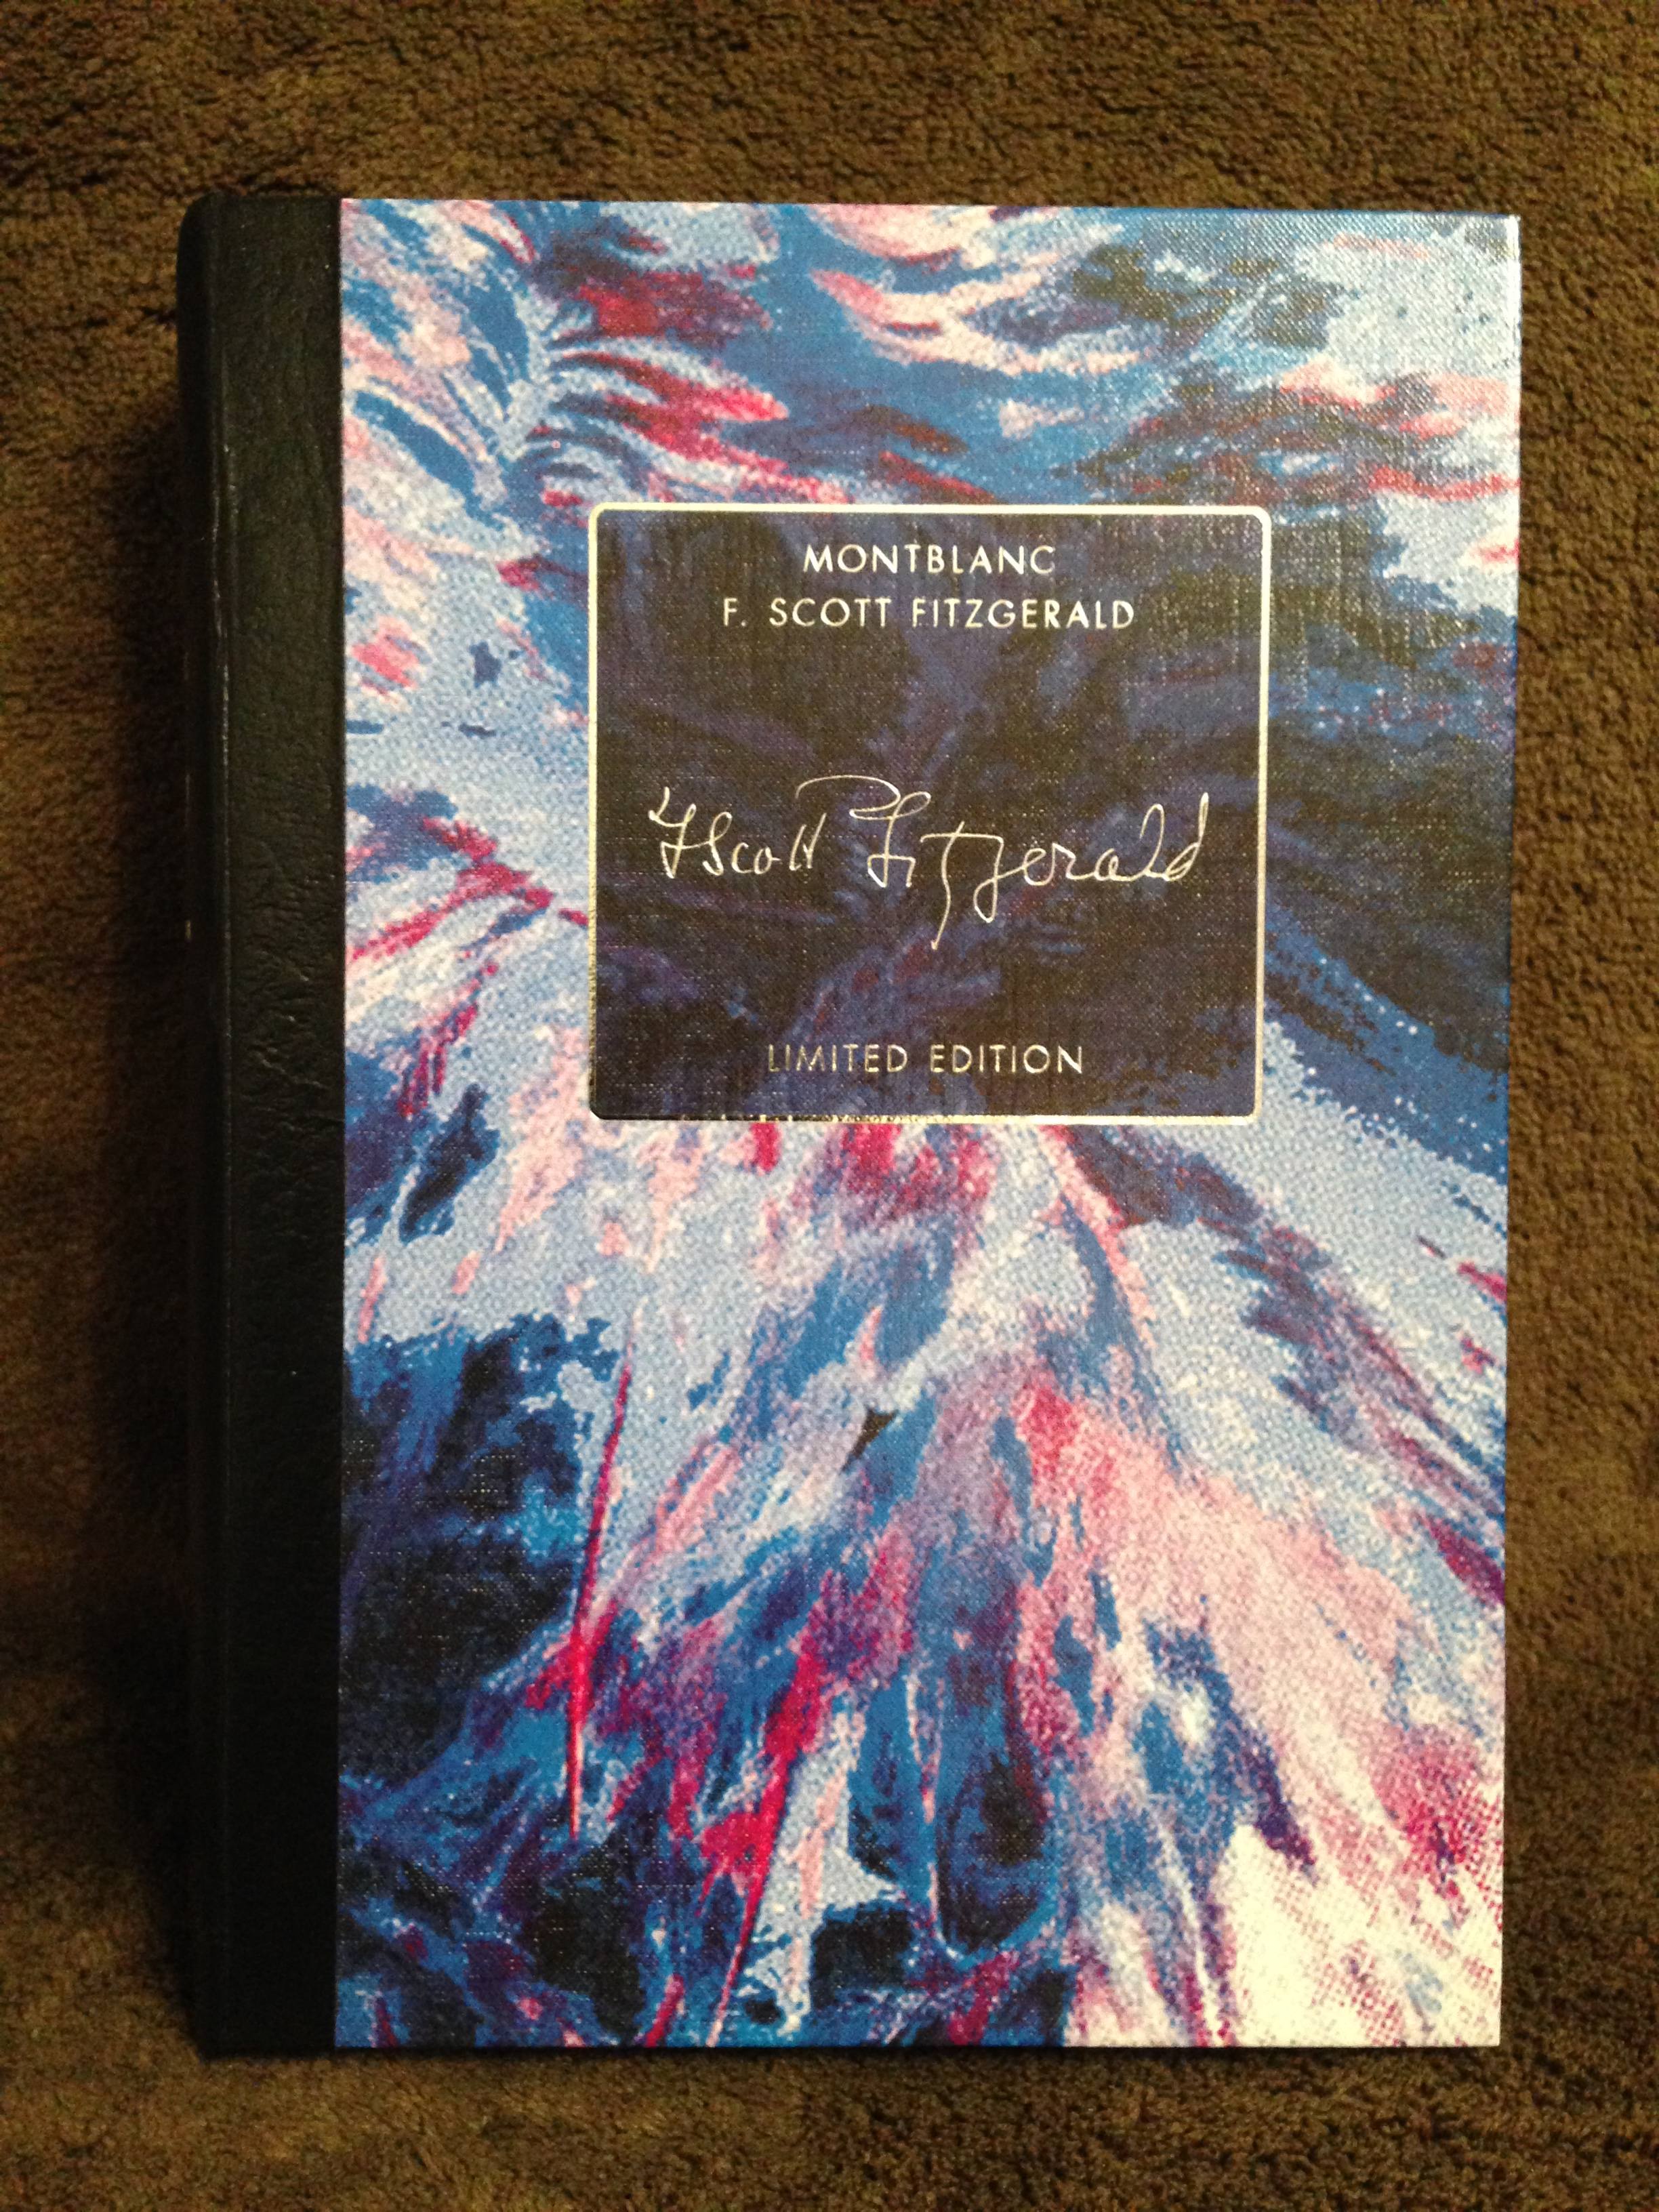 MONTBLANC
F. SCOTT FITZGERALD
F Scott Fitzgerald
LIMITED EDITION